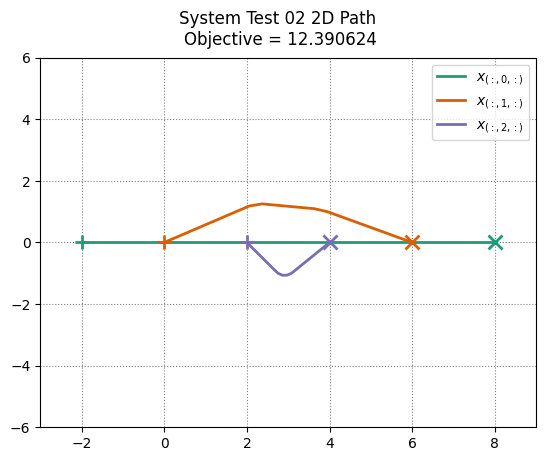 System Test 02 2D Path
Objective = 12.390624
6
x(:,0,:)
x(:,1,:)
x(:,2,:)
4
2
0
−2
−4
−6
−2 0 2 4 6 8